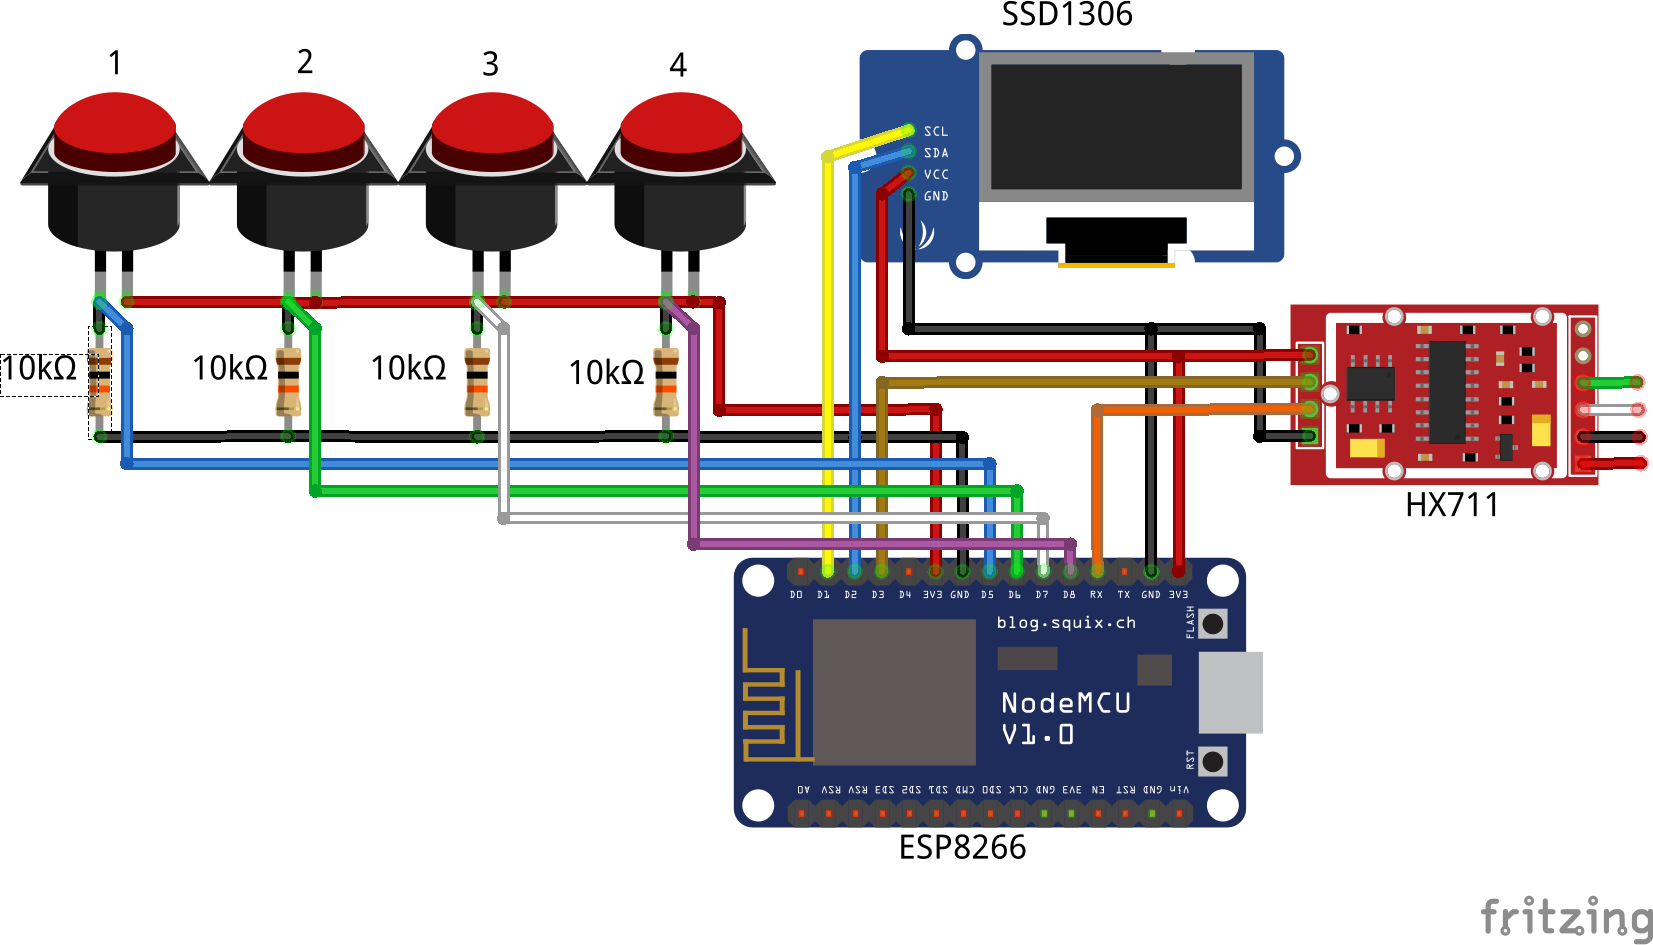 SSD1306
1
2
3
4
SCL
SDA
VCC
GND
10kΩ
10kΩ
10kΩ
10kΩ
HX711
D0 D1 D2 D3 D4 3V3 GND D5 D6 D7 D8 RX TX GND 3V3
blog.squix.ch
FLASH
NodeMCU
V1.0
RST
A0 RSV RSV SD3 SD2 SD1 CMD SD0 CLK GND 3V3 EN RST GND Vin
ESP8266
fritzing